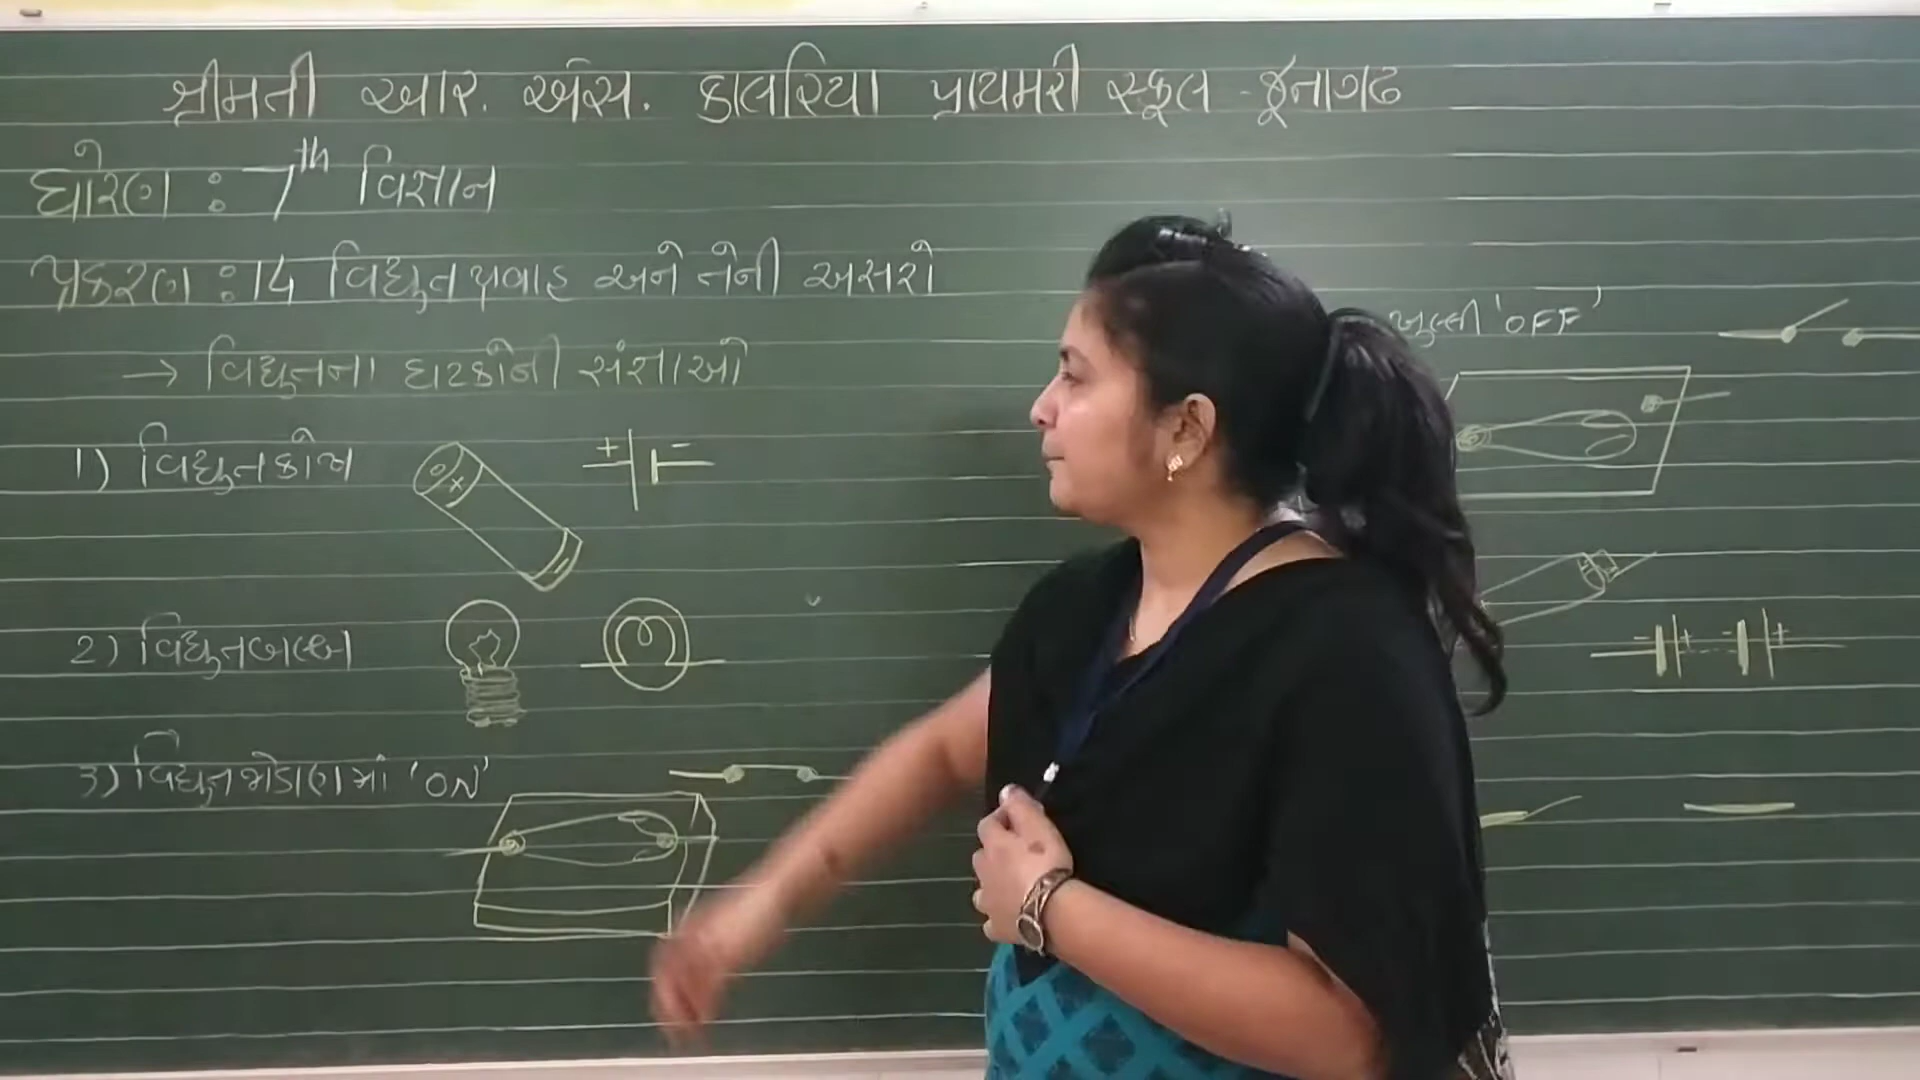 શ્રીમતી આર. એસ. કાલરિયા પ્રાયમરી સ્કૂલ - જૂનાગઢ
ધોરણ : 7th વિજ્ઞાન
પ્રકરણ : 14 વિદ્યુતપ્રવાહ અને તેની અસરો
→ વિદ્યુતના ઘટકોની સંજ્ઞાઓ
1) વિદ્યુતકોષ
+ -
+
2) વિદ્યુતબલ્બ
3) વિદ્યુતજોડાણમાં 'ON'
ખુલ્લી 'OFF'
- + - +